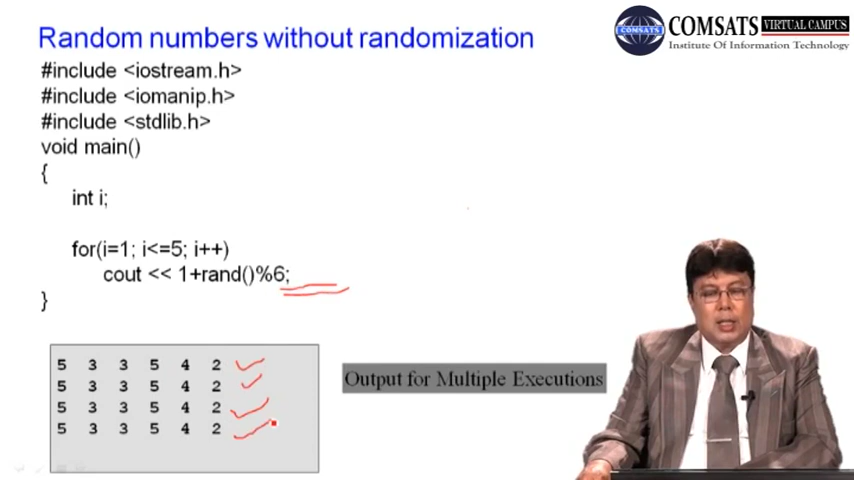 Random numbers without randomization
COMSATS VIRTUAL CAMPUS
Institute Of Information Technology
COMSATS
#include <iostream.h>
#include <iomanip.h>
#include <stdlib.h>
void main()
{
int i;
for(i=1; i<=5; i++)
cout << 1+rand()%6;
}
5 3 3 5 4 2
5 3 3 5 4 2
5 3 3 5 4 2
5 3 3 5 4 2
Output for Multiple Executions